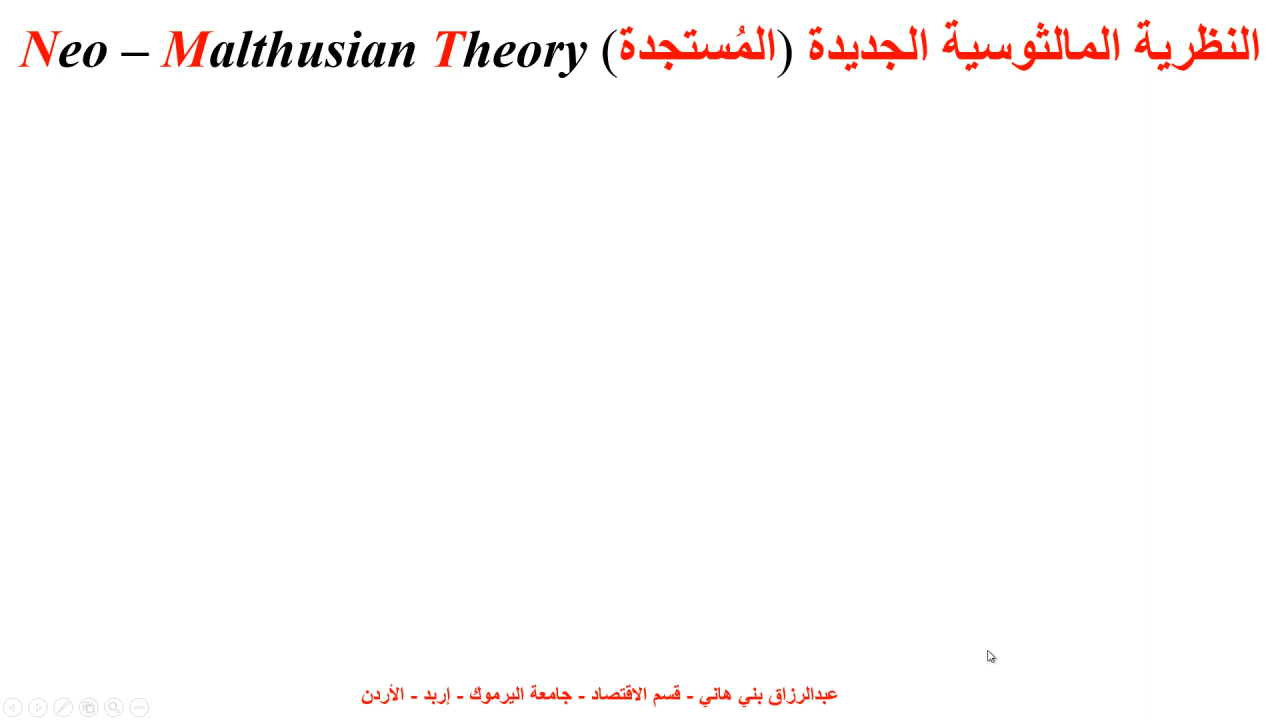 النظرية المالثوسية الجديدة (المُستجدة) Neo – Malthusian Theory
عبدالرزاق بني هاني - قسم الاقتصاد - جامعة اليرموك - إربد - الأردن